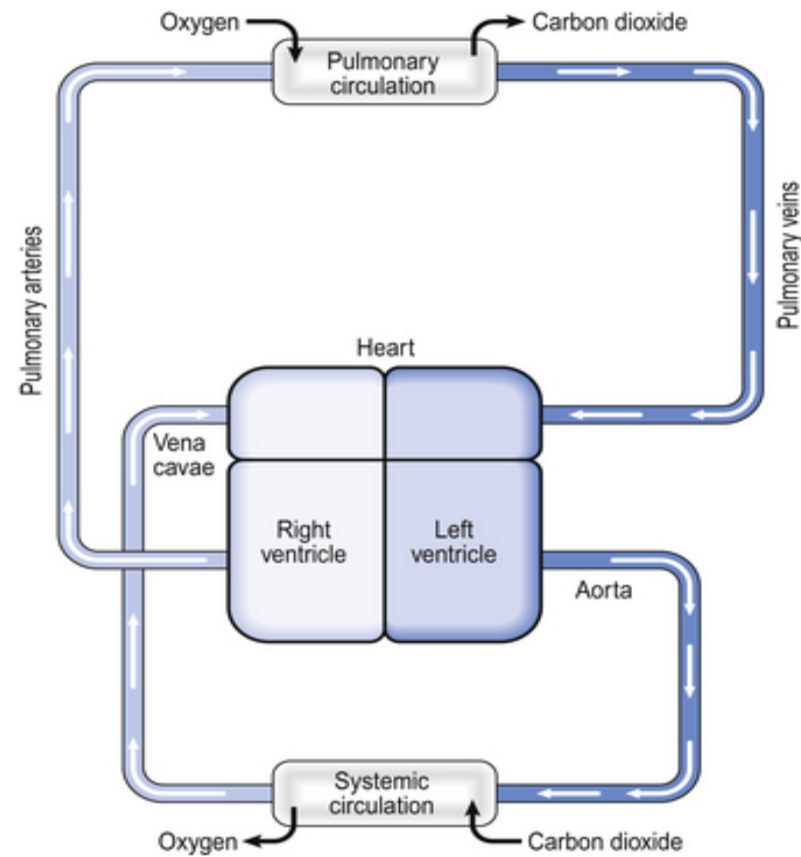 Oxygen
Carbon dioxide
Pulmonary
circulation
Pulmonary arteries
Pulmonary veins
Heart
Vena
cavae
Right
ventricle
Left
ventricle
Aorta
Systemic
circulation
Oxygen
Carbon dioxide